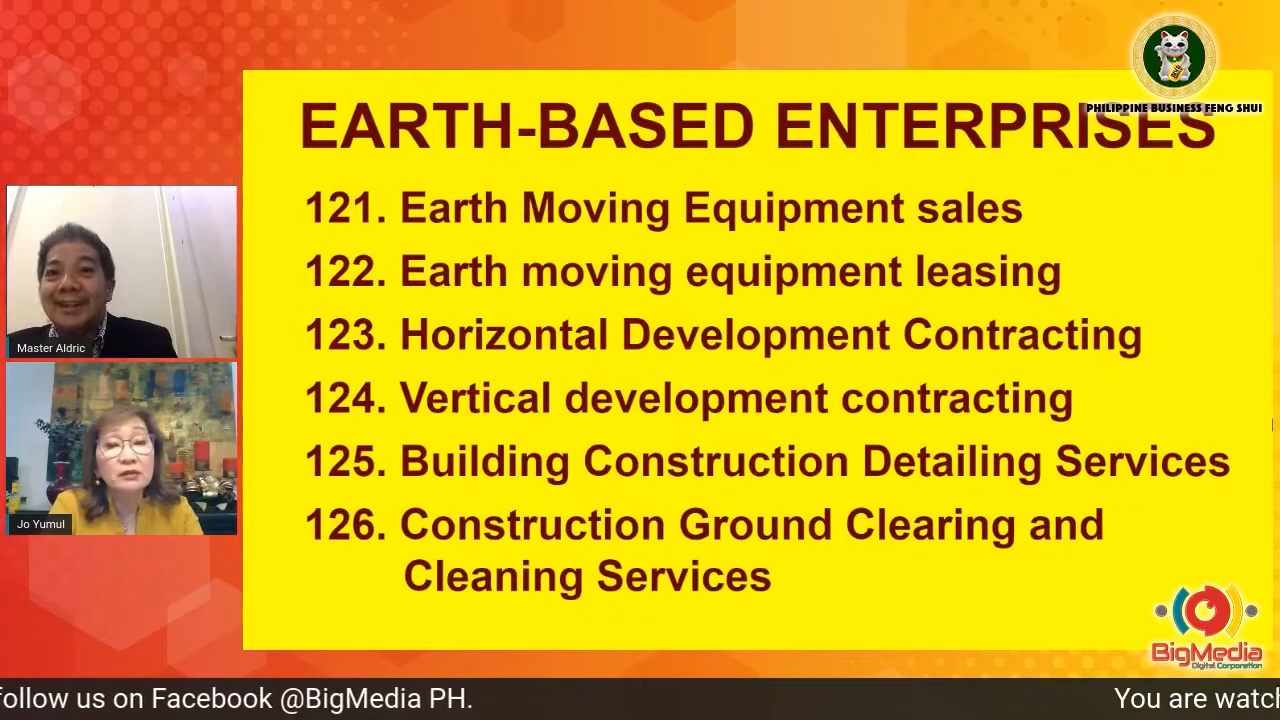 PHILIPPINE BUSINESS FENG SHUI
EARTH-BASED ENTERPRISES
121. Earth Moving Equipment sales
122. Earth moving equipment leasing
123. Horizontal Development Contracting
124. Vertical development contracting
125. Building Construction Detailing Services
126. Construction Ground Clearing and
Cleaning Services
Master Aldric
Jo Yumul
BigMedia
Digital Corporation
follow us on Facebook @BigMedia PH.
You are watch